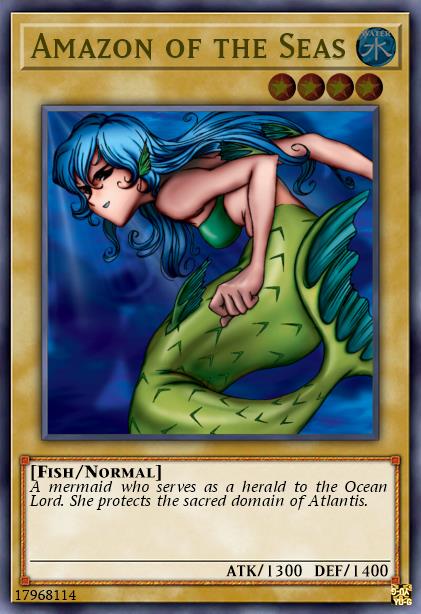 AMAZON OF THE SEAS
WATER
水
[FISH/NORMAL]
A mermaid who serves as a herald to the Ocean
Lord. She protects the sacred domain of Atlantis.
ATK/1300 DEF/1400
17968114